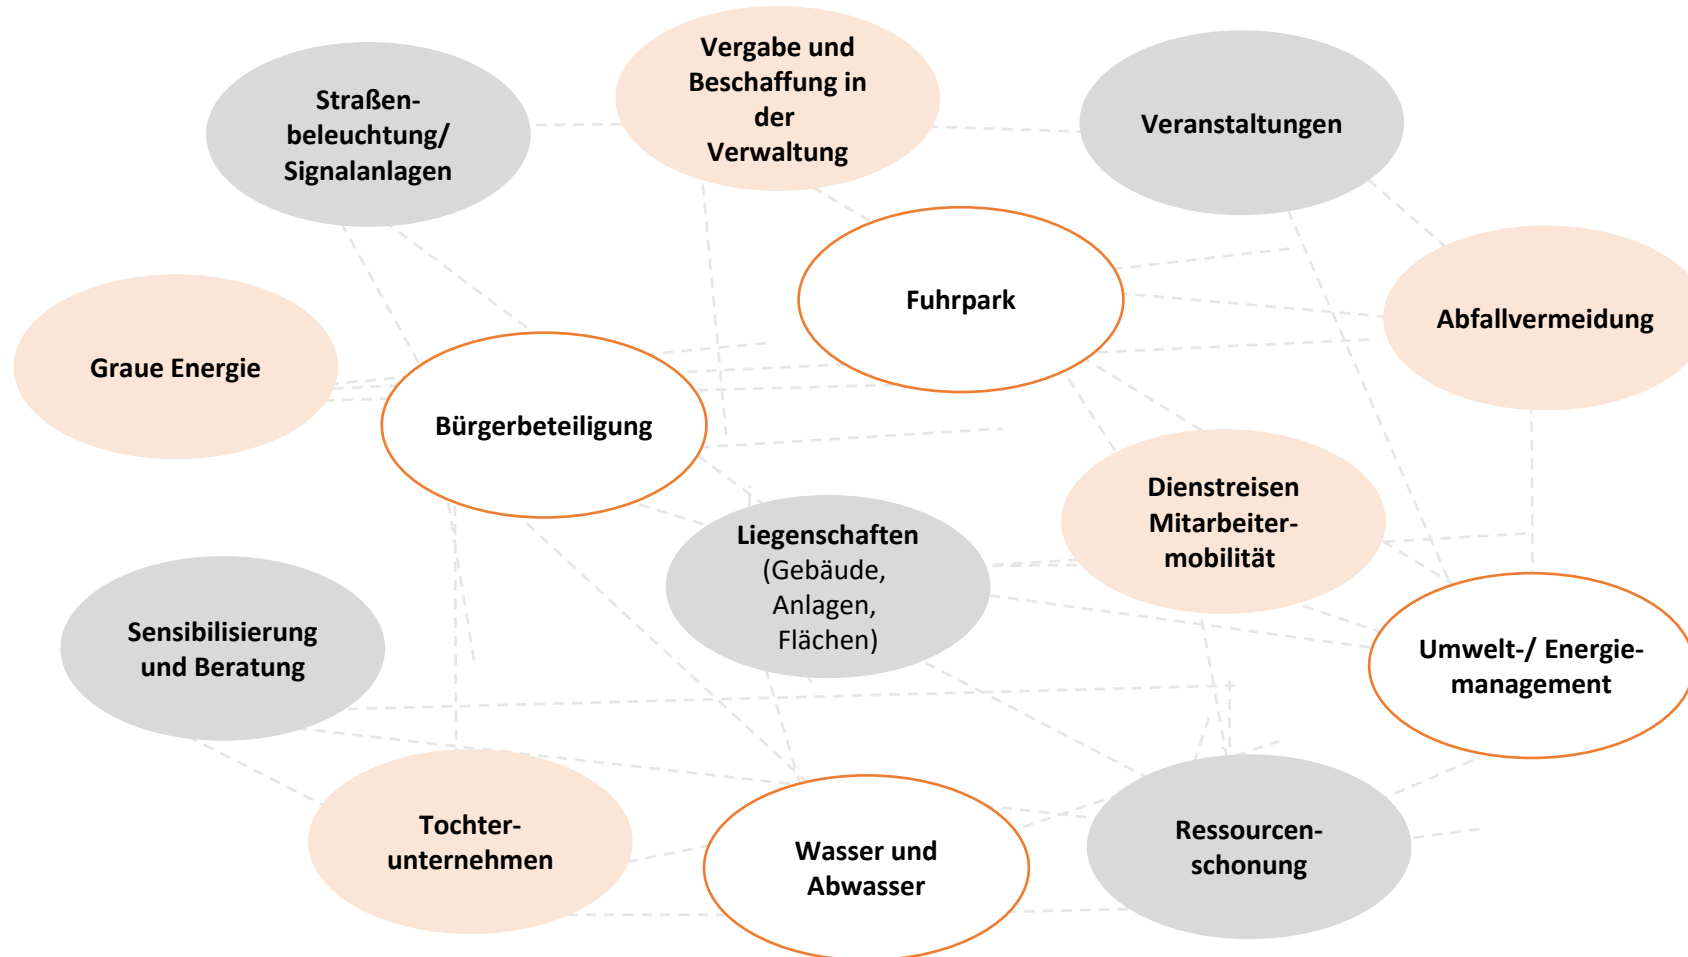 Straßen-
beleuchtung/
Signalanlagen
Vergabe und
Beschaffung in
der
Verwaltung
Veranstaltungen
Fuhrpark
Abfallvermeidung
Graue Energie
Bürgerbeteiligung
Dienstreisen
Mitarbeiter-
mobilität
Liegenschaften
(Gebäude,
Anlagen,
Flächen)
Sensibilisierung
und Beratung
Umwelt-/ Energie-
management
Tochter-
unternehmen
Wasser und
Abwasser
Ressourcen-
schonung